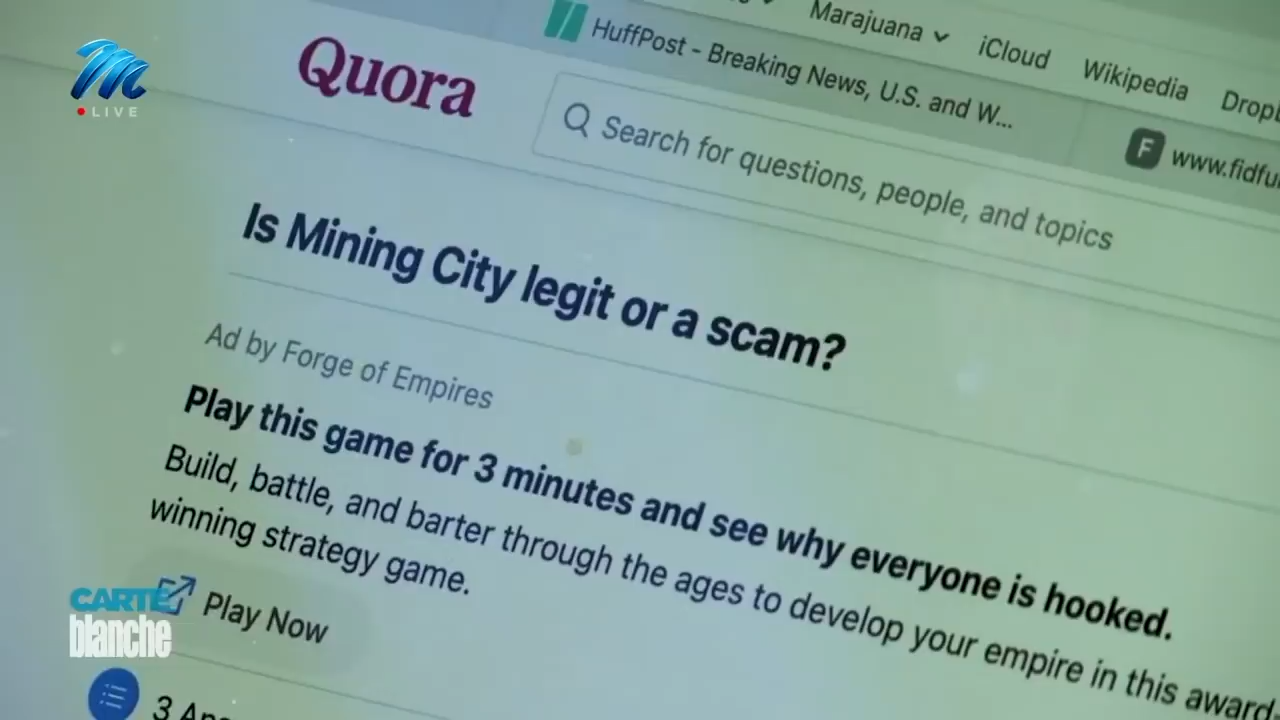 Marajuana
iCloud
Wikipedia
HuffPost - Breaking News, U.S. and W...
LIVE
Quora
Search for questions, people, and topics
Is Mining City legit or a scam?
Ad by Forge of Empires
Play this game for 3 minutes and see why everyone is hooked.
Build, battle, and barter through the ages to develop your empire in this award-
winning strategy game.
Play Now
CARTE
blanche
3